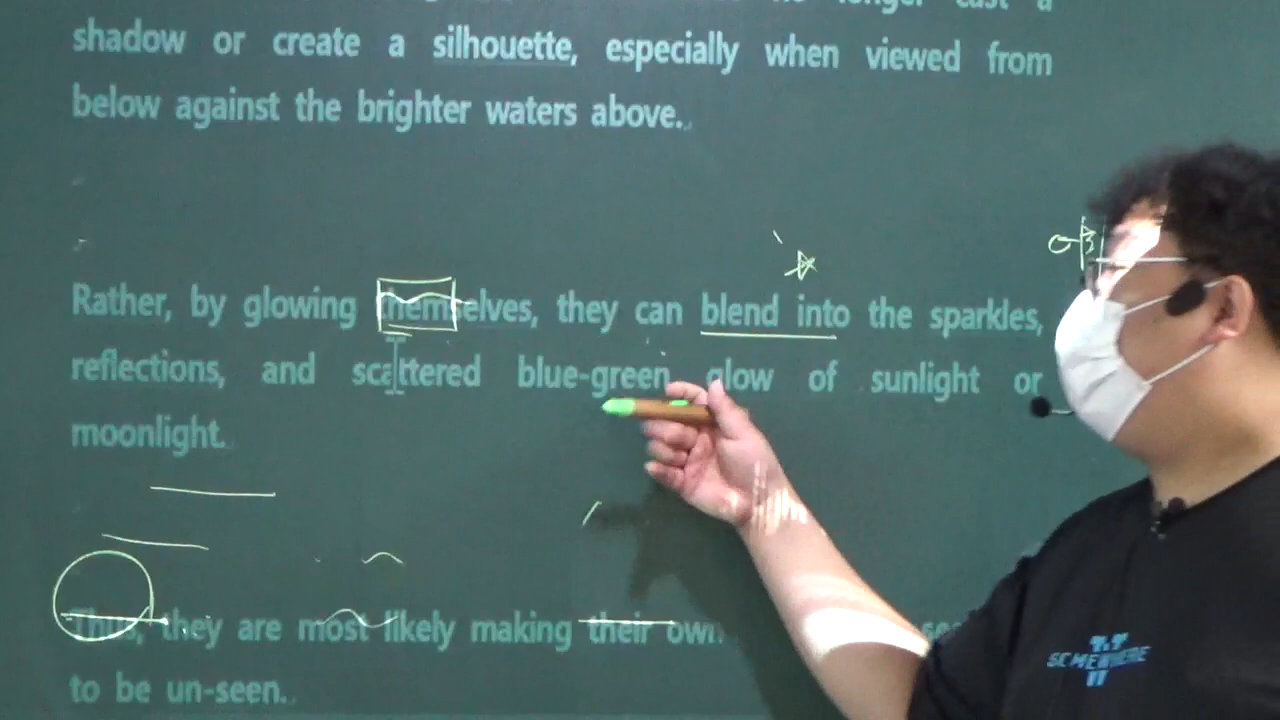 longer cast a
shadow or create a silhouette, especially when viewed from
below against the brighter waters above.
Rather, by glowing themselves, they can blend into the sparkles,
reflections, and scattered blue-green glow of sunlight or
moonlight.
Thus, they are most likely making their own
to be un-seen.
SCMEWHERE